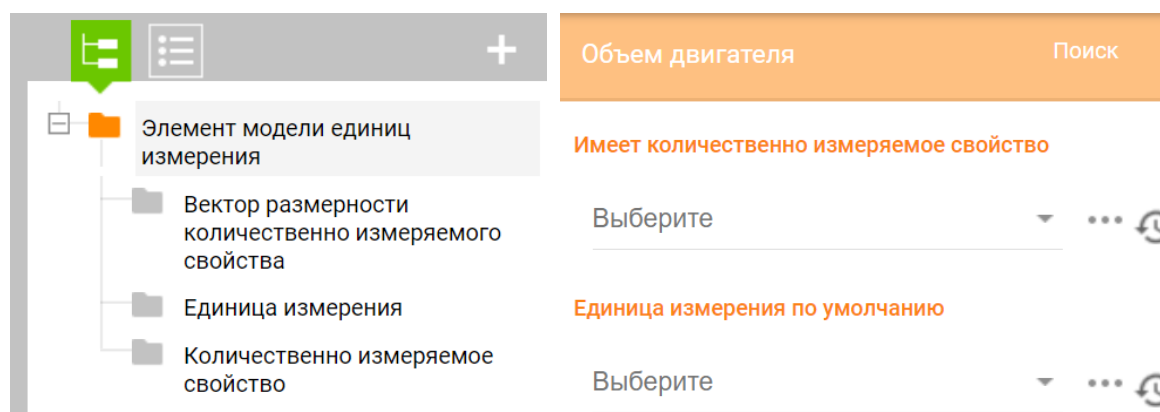 Элемент модели единиц
измерения
Вектор размерности
количественно измеряемого
свойства
Единица измерения
Количественно измеряемое
свойство
Объем двигателя
Поиск
Имеет количественно измеряемое свойство
Выберите
Единица измерения по умолчанию
Выберите